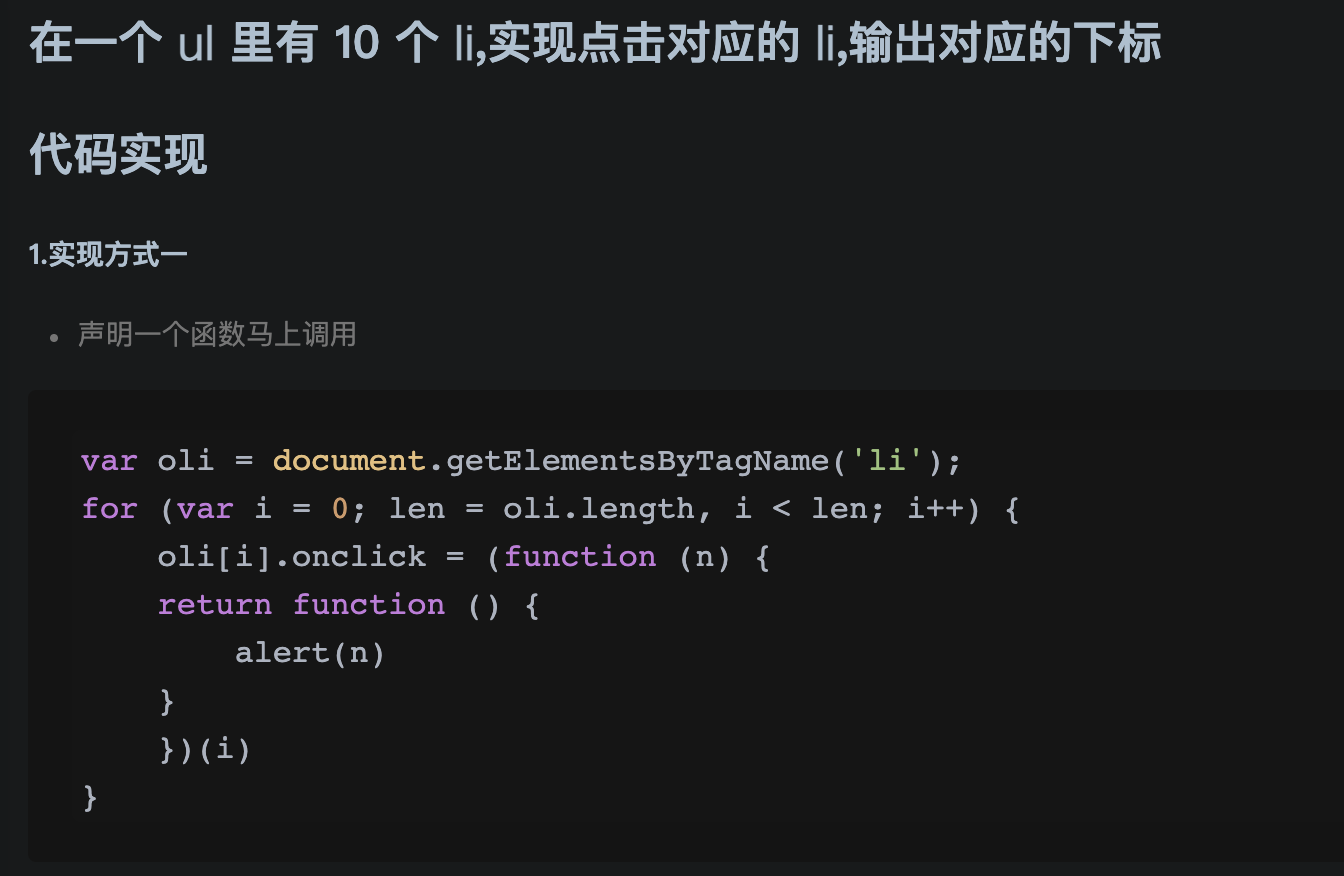 在一个 ul 里有 10 个 li,实现点击对应的 li,输出对应的下标
代码实现
1.实现方式一
• 声明一个函数马上调用
var oli = document.getElementsByTagName('li');
for (var i = 0; len = oli.length, i < len; i++) {
    oli[i].onclick = (function (n) {
    return function () {
        alert(n)
    }
    })(i)
}